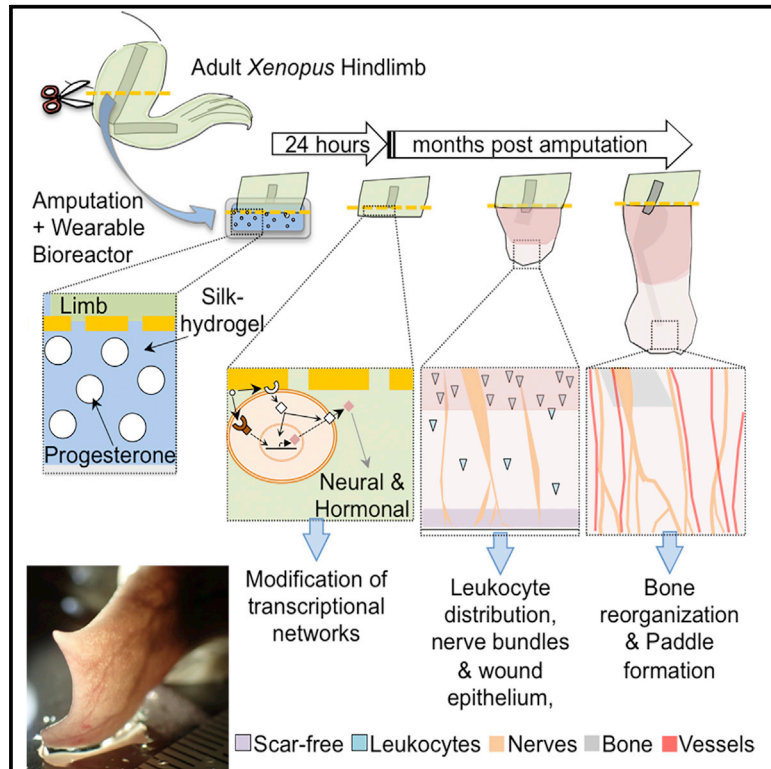 Adult Xenopus Hindlimb
24 hours
months post amputation
Amputation
+ Wearable
Bioreactor
Limb
Silk-
hydrogel
Progesterone
Neural &
Hormonal
Modification of
transcriptional
networks
Leukocyte
distribution,
nerve bundles
& wound
epithelium,
Bone
reorganization
& Paddle
formation
Scar-free Leukocytes Nerves Bone Vessels